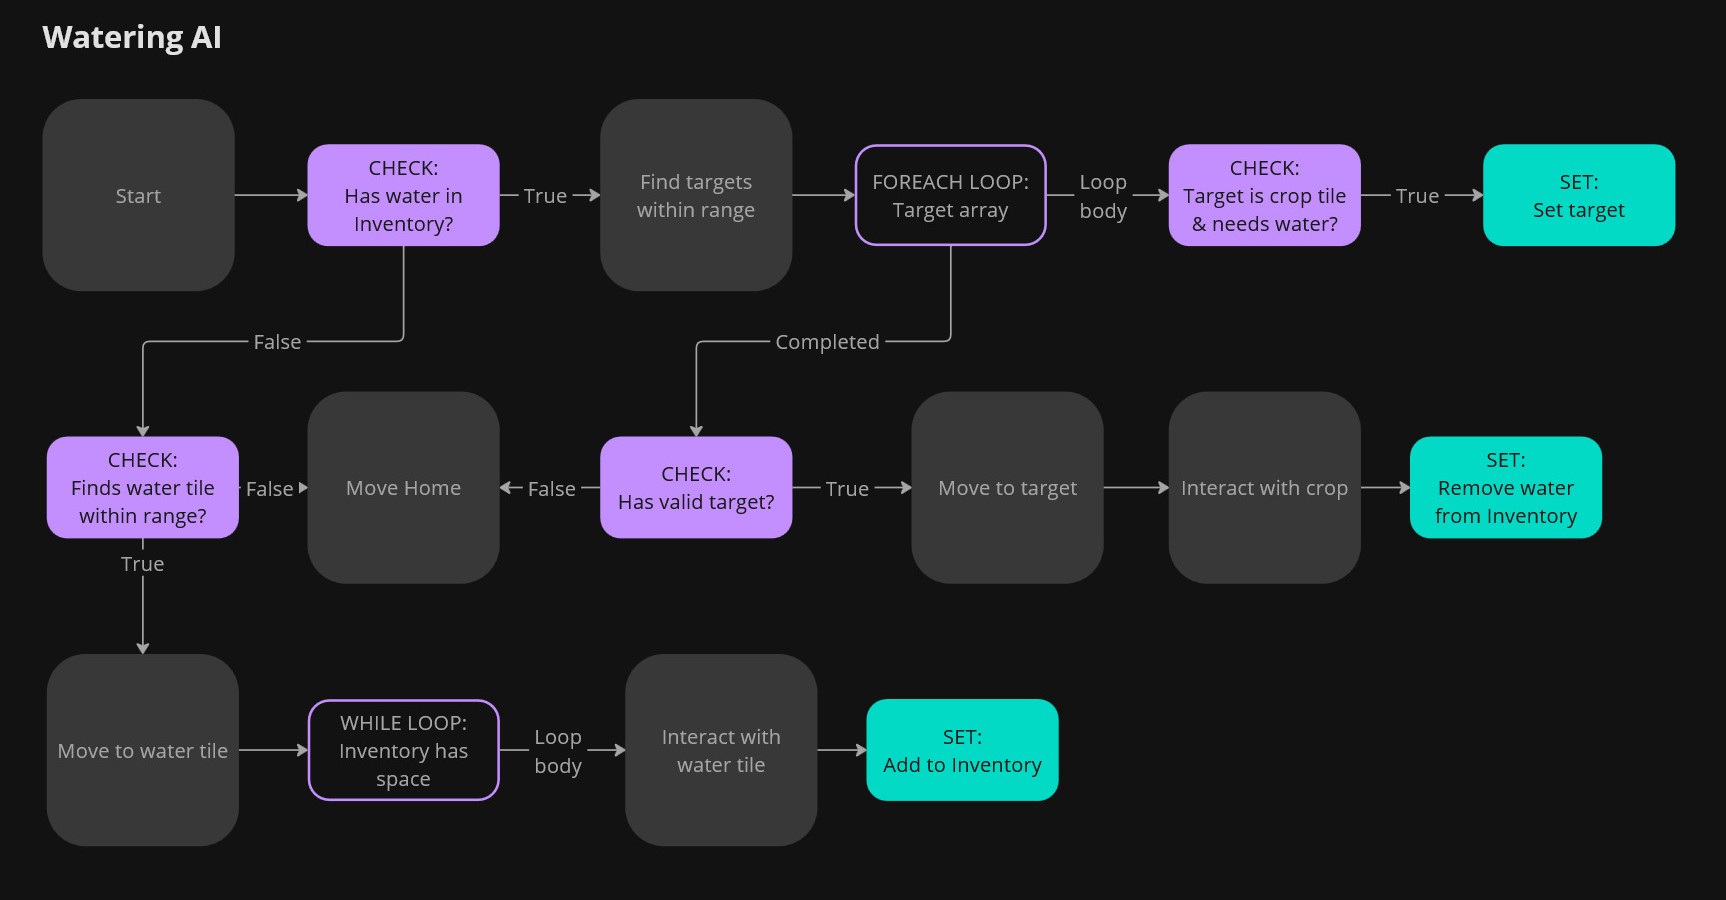 Watering AI
Start
CHECK:
Has water in
Inventory?
True
Find targets
within range
FOREACH LOOP:
Target array
Loop
body
CHECK:
Target is crop tile
& needs water?
True
SET:
Set target
False
Completed
CHECK:
Finds water tile
within range?
False
Move Home
False
CHECK:
Has valid target?
True
Move to target
Interact with crop
SET:
Remove water
from Inventory
True
Move to water tile
WHILE LOOP:
Inventory has
space
Loop
body
Interact with
water tile
SET:
Add to Inventory